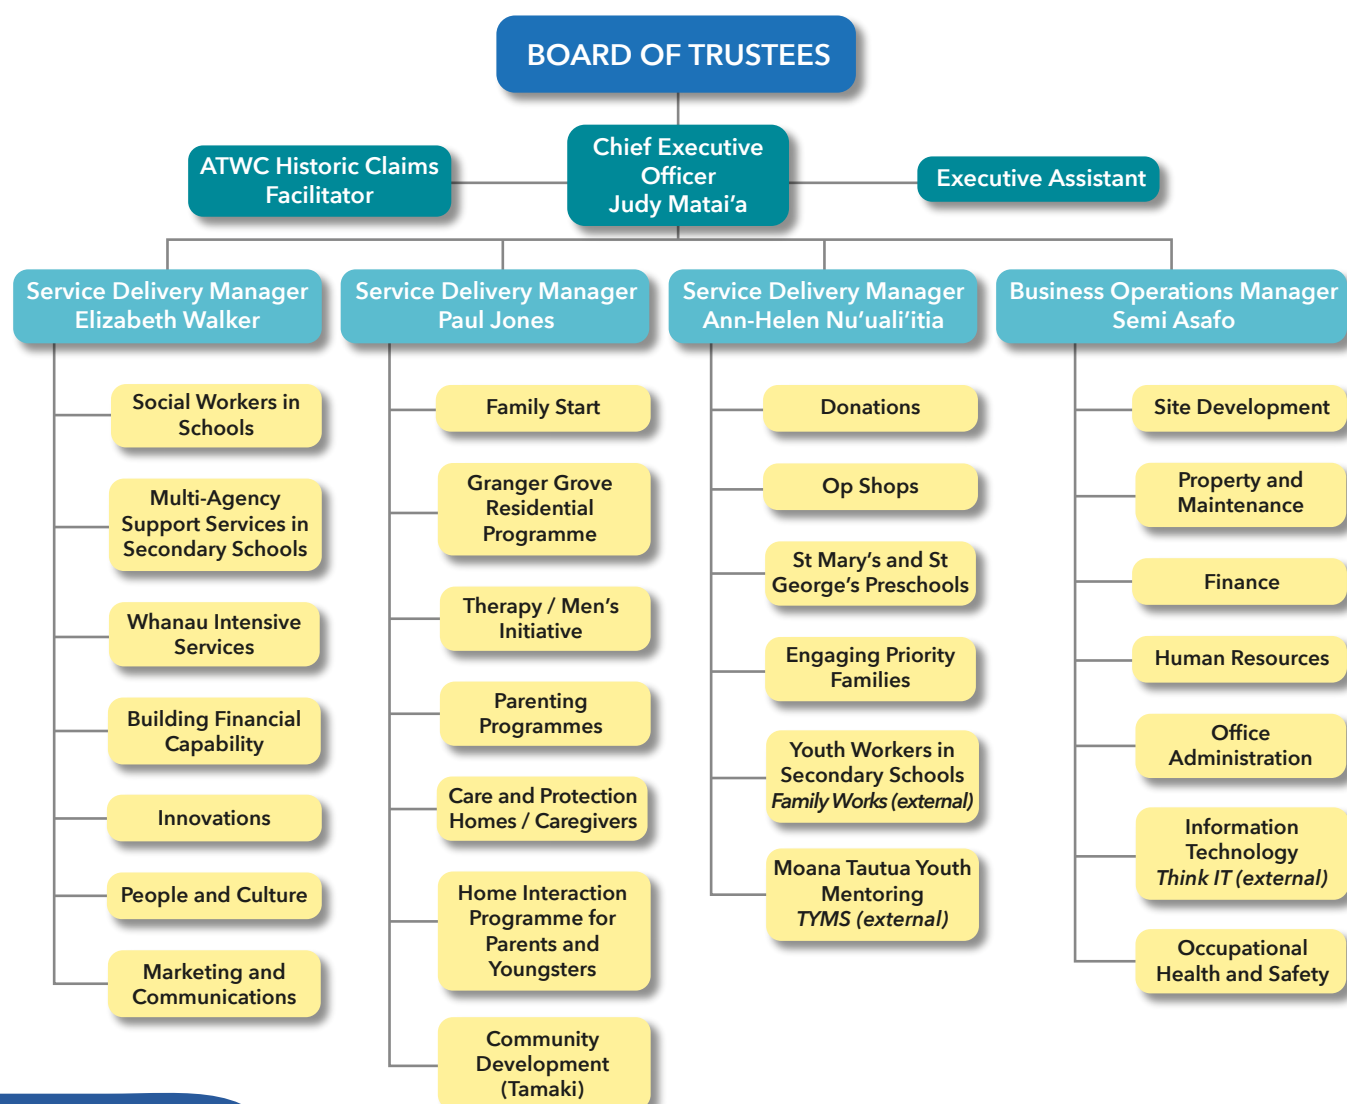 BOARD OF TRUSTEES
ATWC Historic Claims
Facilitator
Chief Executive
Officer
Judy Matai’a
Executive Assistant
Service Delivery Manager
Elizabeth Walker
Social Workers in
Schools
Multi-Agency
Support Services in
Secondary Schools
Whanau Intensive
Services
Building Financial
Capability
Innovations
People and Culture
Marketing and
Communications
Service Delivery Manager
Paul Jones
Family Start
Granger Grove
Residential
Programme
Therapy / Men’s
Initiative
Parenting
Programmes
Care and Protection
Homes / Caregivers
Home Interaction
Programme for
Parents and
Youngsters
Community
Development
(Tamaki)
Service Delivery Manager
Ann-Helen Nu’uali’itia
Donations
Op Shops
St Mary’s and St
George’s Preschools
Engaging Priority
Families
Youth Workers in
Secondary Schools
Family Works (external)
Moana Tautua Youth
Mentoring
TYMS (external)
Business Operations Manager
Semi Asafo
Site Development
Property and
Maintenance
Finance
Human Resources
Office
Administration
Information
Technology
Think IT (external)
Occupational
Health and Safety